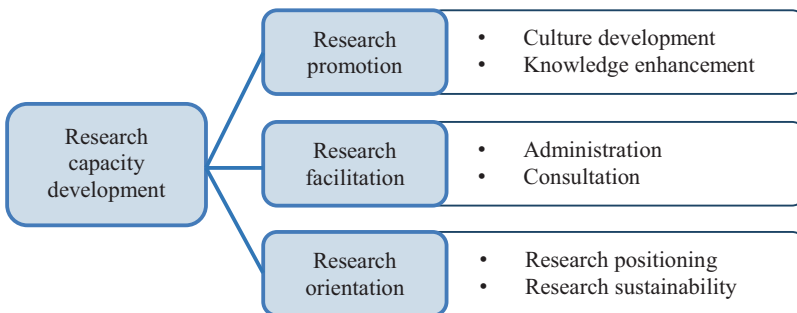 Research
capacity
development
Research
promotion
• Culture development
• Knowledge enhancement
Research
facilitation
• Administration
• Consultation
Research
orientation
• Research positioning
• Research sustainability